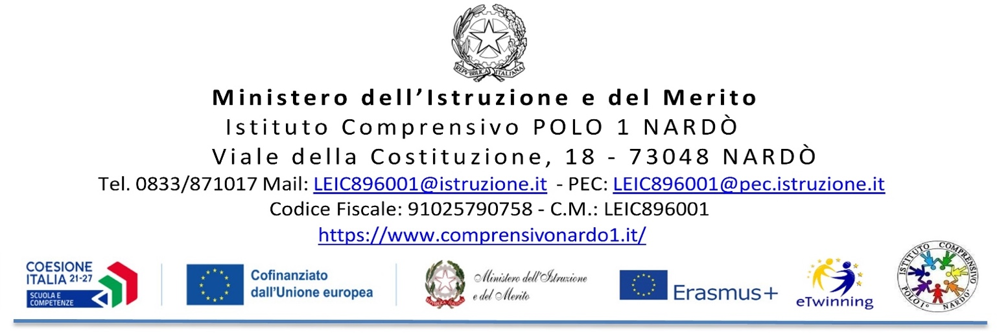 REPVBBLICA ITALIANA
Ministero dell’Istruzione e del Merito
Istituto Comprensivo POLO 1 NARDÒ
Viale della Costituzione, 18 - 73048 NARDÒ
Tel. 0833/871017 Mail: LEIC896001@istruzione.it - PEC: LEIC896001@pec.istruzione.it
Codice Fiscale: 91025790758 - C.M.: LEIC896001
https://www.comprensivonardo1.it/
COESIONE
ITALIA 21-27
SCUOLA E
COMPETENZE
Cofinanziato
dall’Unione europea
Ministero dell’Istruzione
e del Merito
Erasmus+
eTwinning
ISTITUTO COMPRENSIVO
POLO 1° NARDO'